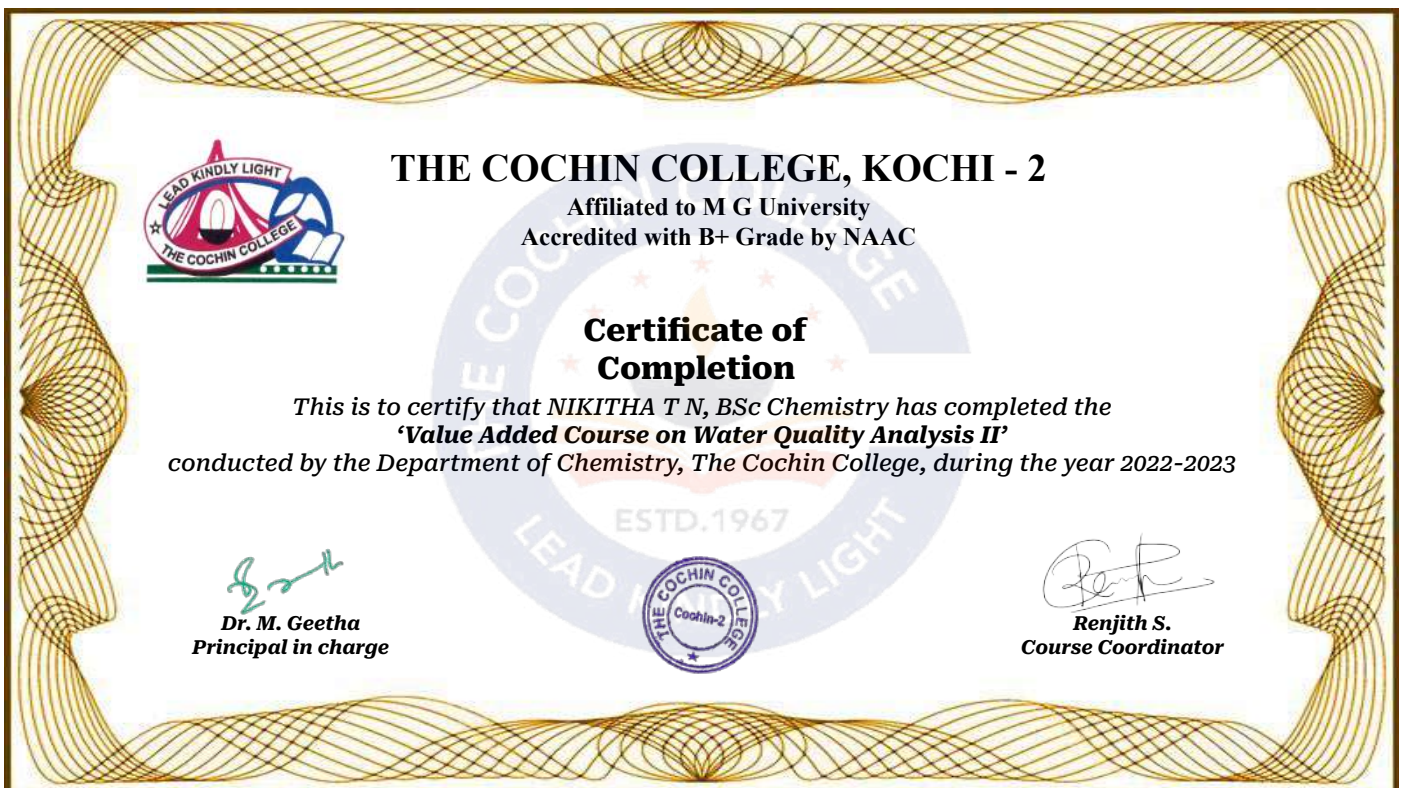 LEAD KINDLY LIGHT
THE COCHIN COLLEGE
THE COCHIN COLLEGE, KOCHI - 2
Affiliated to M G University
Accredited with B+ Grade by NAAC
THE COCHIN COLLEGE
Certificate of
Completion
This is to certify that NIKITHA T N, BSc Chemistry has completed the
‘Value Added Course on Water Quality Analysis II’
conducted by the Department of Chemistry, The Cochin College, during the year 2022-2023
ESTD.1967
LEAD KINDLY LIGHT
THE COCHIN COLLEGE
Cochin-2
Dr. M. Geetha
Principal in charge
Renjith S.
Course Coordinator